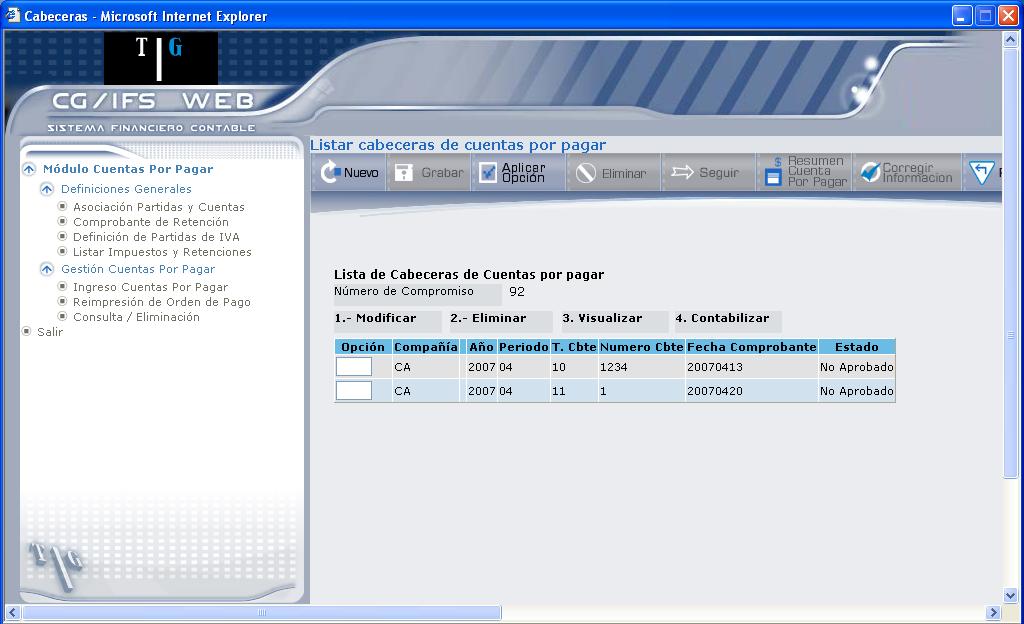 Cabeceras - Microsoft Internet Explorer
T G
CG/IFS WEB
SISTEMA FINANCIERO CONTABLE
Módulo Cuentas Por Pagar
Definiciones Generales
Asociación Partidas y Cuentas
Comprobante de Retención
Definición de Partidas de IVA
Listar Impuestos y Retenciones
Gestión Cuentas Por Pagar
Ingreso Cuentas Por Pagar
Reimpresión de Orden de Pago
Consulta / Eliminación
Salir
T G
Listar cabeceras de cuentas por pagar
Nuevo
Grabar
Aplicar
Opción
Eliminar
Seguir
Resumen
Cuenta
Por Pagar
Corregir
Información
Lista de Cabeceras de Cuentas por pagar
Número de Compromiso 92
1.- Modificar 2.- Eliminar 3. Visualizar 4. Contabilizar
Opción Compañía Año Periodo T. Cbte Numero Cbte Fecha Comprobante Estado
CA 2007 04 10 1234 20070413 No Aprobado
CA 2007 04 11 1 20070420 No Aprobado